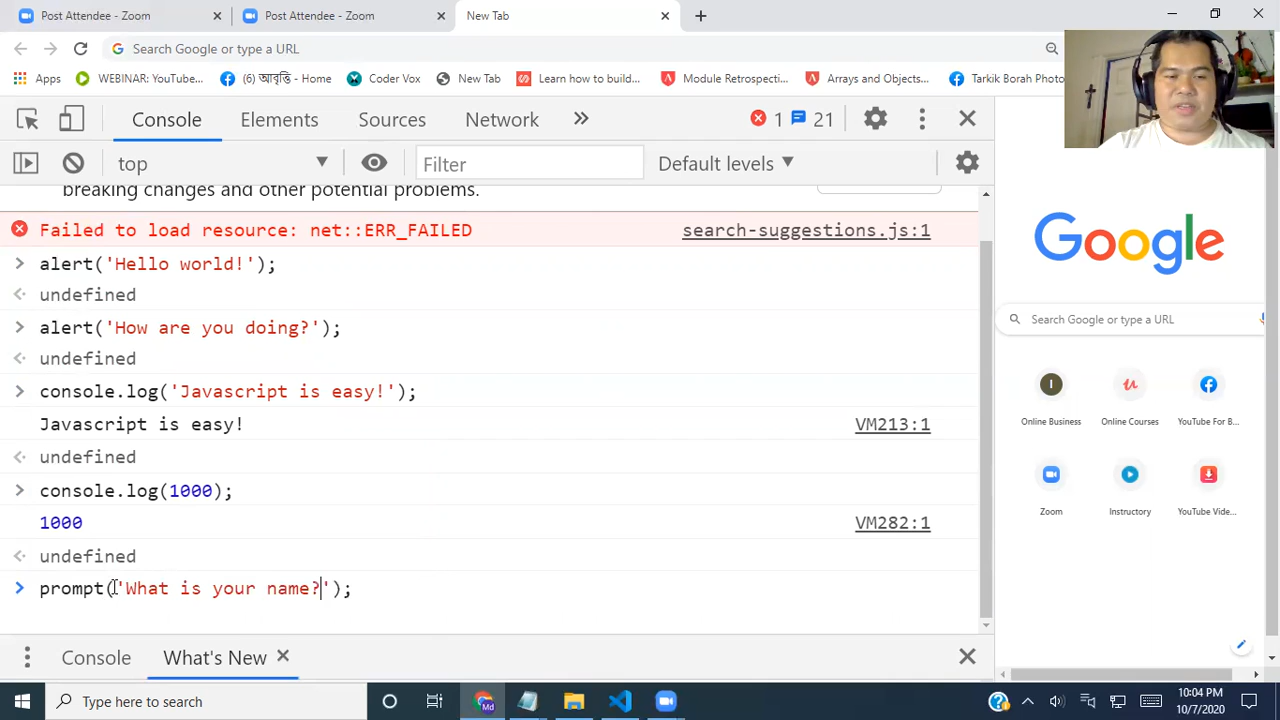 Post Attendee - Zoom
Post Attendee - Zoom
New Tab
Search Google or type a URL
Apps
WEBINAR: YouTube...
(6) আবৃত্তি - Home
Coder Vox
New Tab
Learn how to build...
Module Retrospecti...
Arrays and Objects...
Tarkik Borah Photo
Console
Elements
Sources
Network
1
21
top
Filter
Default levels
breaking changes and other potential problems.
Failed to load resource: net::ERR_FAILED search-suggestions.js:1
alert('Hello world!');
undefined
alert('How are you doing?');
undefined
console.log('Javascript is easy!');
Javascript is easy! VM213:1
undefined
console.log(1000);
1000 VM282:1
undefined
prompt('What is your name?');
Console
What's New
Google
Search Google or type a URL
I
Online Business
Online Courses
YouTube For B...
Zoom
Instructory
YouTube Vide...
Type here to search
Md
10:04 PM
10/7/2020